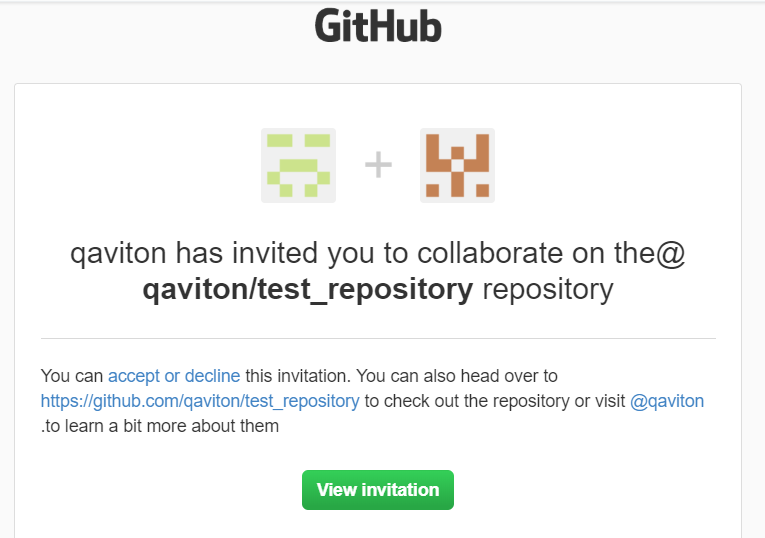 GitHub
qaviton has invited you to collaborate on the@
qaviton/test_repository repository
You can accept or decline this invitation. You can also head over to
https://github.com/qaviton/test_repository to check out the repository or visit @qaviton
.to learn a bit more about them
View invitation